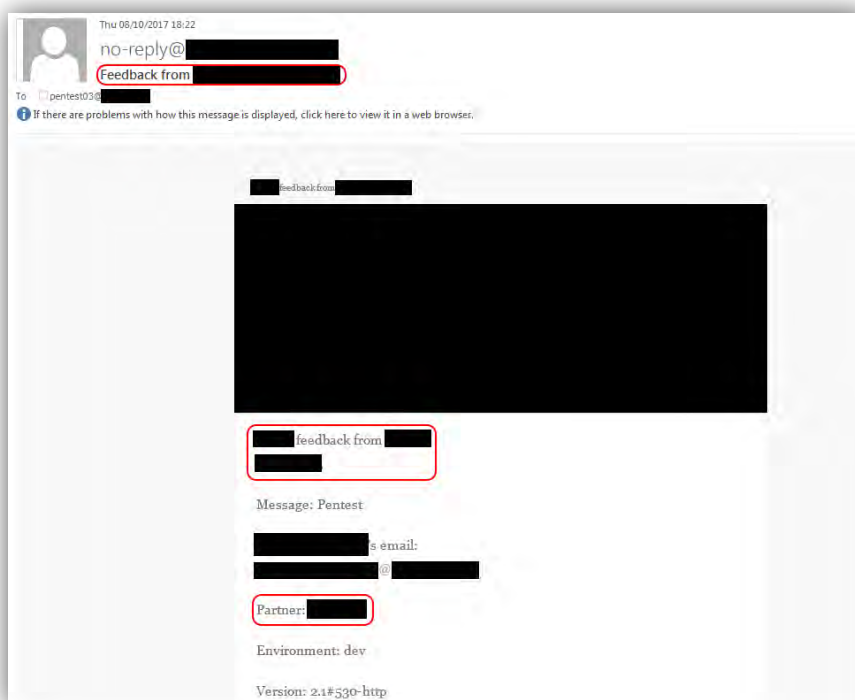 Thu 08/10/2017 18:22
no-reply@
Feedback from
To pentest03@
If there are problems with how this message is displayed, click here to view it in a web browser.
feedback from
feedback from
Message: Pentest
's email:
@
Partner:
Environment: dev
Version: 2.1#530-http